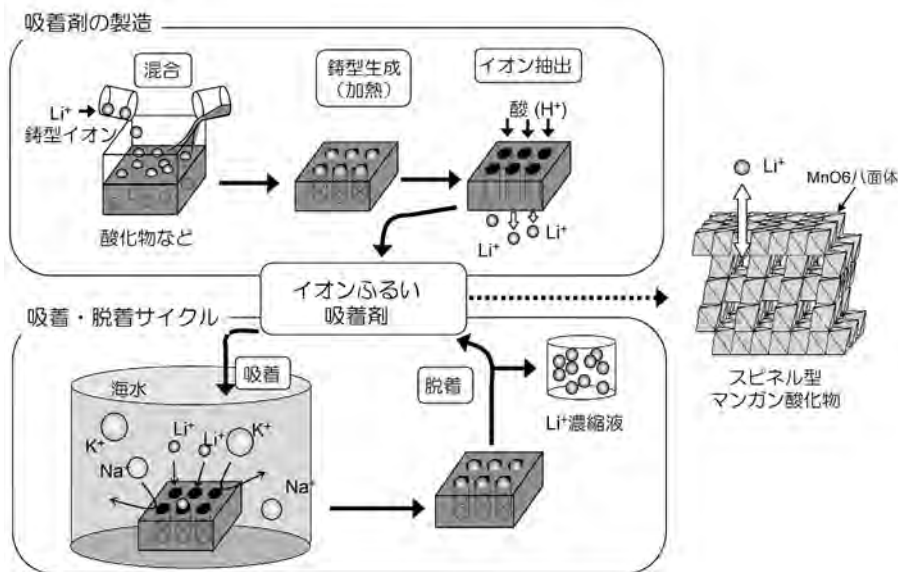 吸着剤の製造
混合
Li⁺
鋳型イオン
酸化物など
鋳型生成
(加熱)
イオン抽出
酸 (H⁺)
Li⁺
Li⁺
イオンふるい
吸着剤
Li⁺
MnO6八面体
スピネル型
マンガン酸化物
吸着・脱着サイクル
吸着
海水
K⁺
Li⁺
Li⁺
K⁺
Na⁺
Na⁺
脱着
Li⁺濃縮液